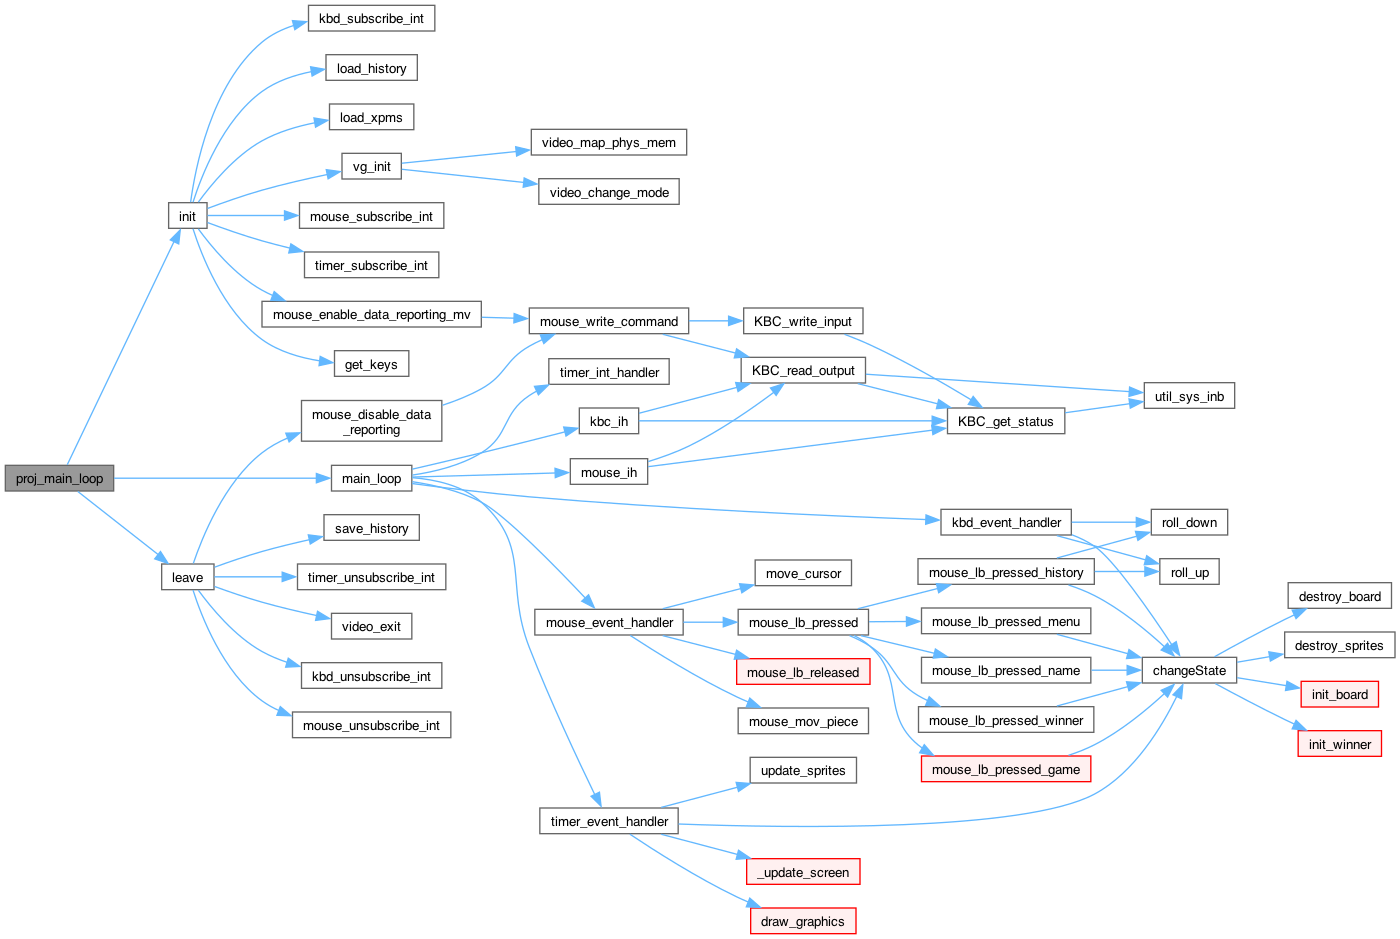 kbd_subscribe_int
load_history
load_xpms
video_map_phys_mem
vg_init
video_change_mode
init
mouse_subscribe_int
timer_subscribe_int
mouse_enable_data_reporting_mv
mouse_write_command
KBC_write_input
get_keys
timer_int_handler
KBC_read_output
util_sys_inb
mouse_disable_data
_reporting
kbc_ih
KBC_get_status
proj_main_loop
main_loop
mouse_ih
save_history
kbd_event_handler
roll_down
leave
timer_unsubscribe_int
move_cursor
mouse_lb_pressed_history
roll_up
destroy_board
video_exit
mouse_event_handler
mouse_lb_pressed
mouse_lb_pressed_menu
destroy_sprites
kbd_unsubscribe_int
mouse_lb_released
mouse_lb_pressed_name
changeState
init_board
mouse_unsubscribe_int
mouse_mov_piece
mouse_lb_pressed_winner
init_winner
update_sprites
mouse_lb_pressed_game
timer_event_handler
_update_screen
draw_graphics